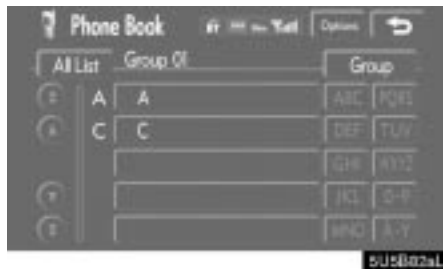 Phone Book Options
All List Group 01 Group
A A ABC PQRS
C C DEF TUV
GHI WXYZ
JKL 0-9
MNO
5U5B02aL